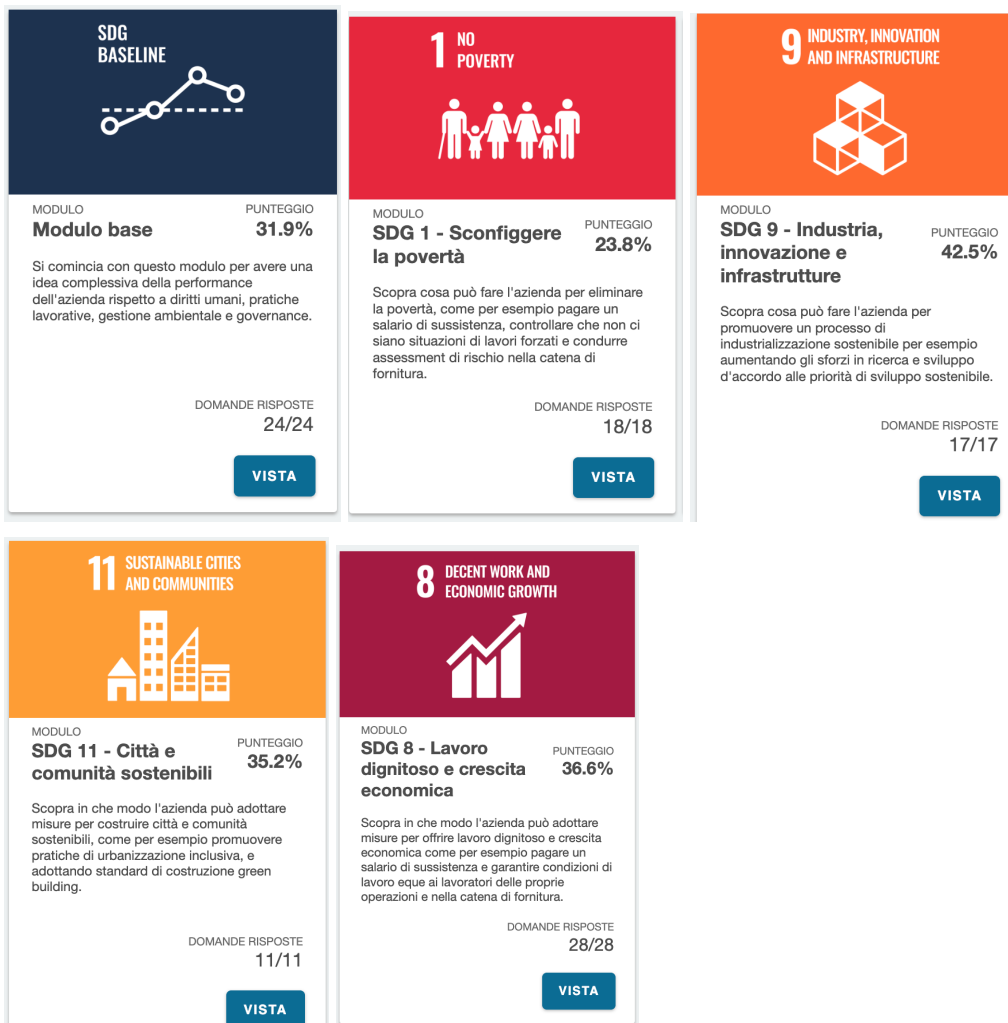 SDG
BASELINE
MODULO
Modulo base
PUNTEGGIO
31.9%
Si comincia con questo modulo per avere una
idea complessiva della performance
dell'azienda rispetto a diritti umani, pratiche
lavorative, gestione ambientale e governance.
DOMANDE RISPOSTE
24/24
VISTA
1 NO
POVERTY
MODULO
SDG 1 - Sconfiggere
la povertà
PUNTEGGIO
23.8%
Scopra cosa può fare l'azienda per eliminare
la povertà, come per esempio pagare un
salario di sussistenza, controllare che non ci
siano situazioni di lavori forzati e condurre
assessment di rischio nella catena di
fornitura.
DOMANDE RISPOSTE
18/18
VISTA
9 INDUSTRY, INNOVATION
AND INFRASTRUCTURE
MODULO
SDG 9 - Industria,
innovazione e
infrastrutture
PUNTEGGIO
42.5%
Scopra cosa può fare l'azienda per
promuovere un processo di
industrializzazione sostenibile per esempio
aumentando gli sforzi in ricerca e sviluppo
d'accordo alle priorità di sviluppo sostenibile.
DOMANDE RISPOSTE
17/17
VISTA
11 SUSTAINABLE CITIES
AND COMMUNITIES
MODULO
SDG 11 - Città e
comunità sostenibili
PUNTEGGIO
35.2%
Scopra in che modo l'azienda può adottare
misure per costruire città e comunità
sostenibili, come per esempio promuovere
pratiche di urbanizzazione inclusiva, e
adottando standard di costruzione green
building.
DOMANDE RISPOSTE
11/11
VISTA
8 DECENT WORK AND
ECONOMIC GROWTH
MODULO
SDG 8 - Lavoro
dignitoso e crescita
economica
PUNTEGGIO
36.6%
Scopra in che modo l'azienda può adottare
misure per offrire lavoro dignitoso e crescita
economica come per esempio pagare un
salario di sussistenza e garantire condizioni di
lavoro eque ai lavoratori delle proprie
operazioni e nella catena di fornitura.
DOMANDE RISPOSTE
28/28
VISTA